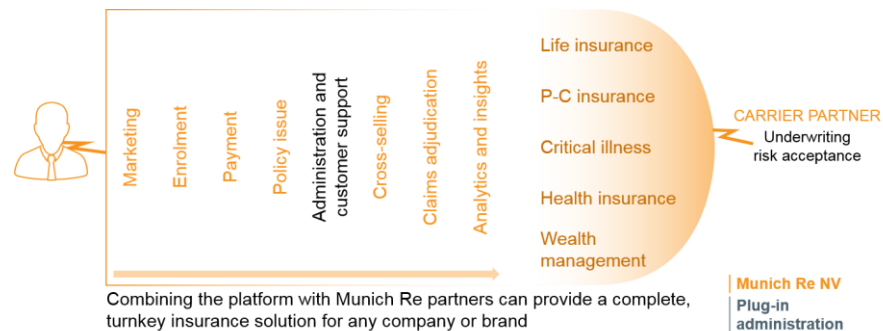 Marketing
Enrolment
Payment
Policy issue
Administration and
customer support
Cross-selling
Claims adjudication
Analytics and insights
Life insurance
P-C insurance
Critical illness
Health insurance
Wealth
management
CARRIER PARTNER
Underwriting
risk acceptance
Combining the platform with Munich Re partners can provide a complete,
turnkey insurance solution for any company or brand
Munich Re NV
Plug-in
administration